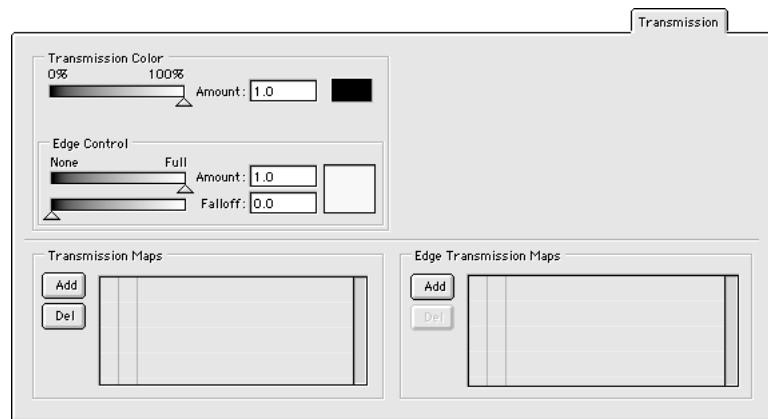 Transmission
Transmission Color
0% 100%
Amount: 1.0
Edge Control
None Full
Amount: 1.0
Falloff: 0.0
Transmission Maps
Add
Del
Edge Transmission Maps
Add
Del